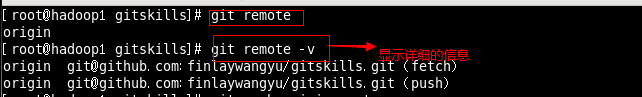 [ root@hadoop1 gitskills]# git remote
origin
[ root@hadoop1 gitskills]# git remote -v 显示详细的信息
origin  git@github.com:finlaywangyu/gitskills.git (fetch)
origin  git@github.com:finlaywangyu/gitskills.git (push)